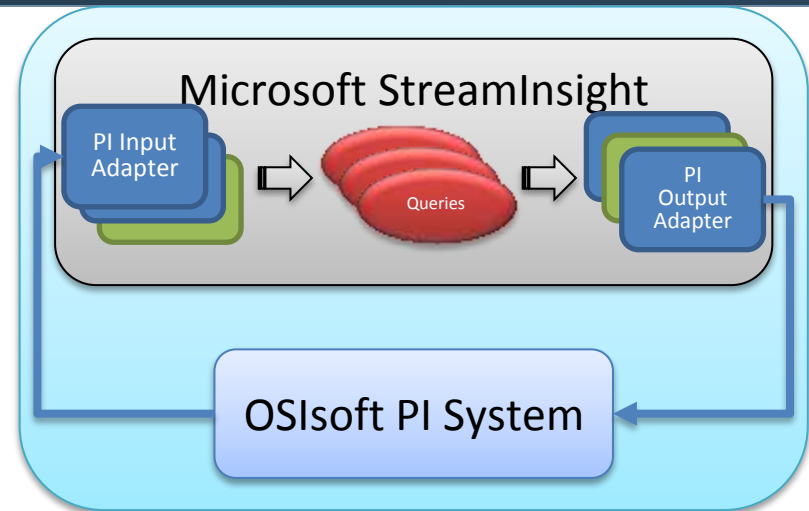 Microsoft StreamInsight
PI Input
Adapter
Queries
PI
Output
Adapter
OSIsoft PI System